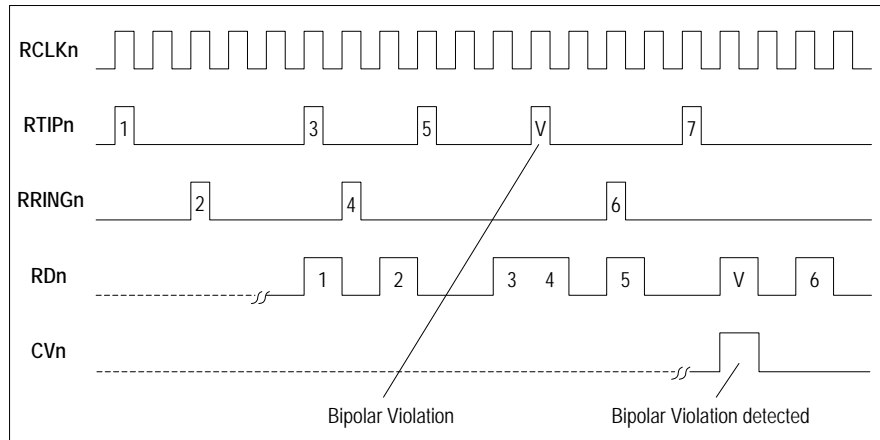 RCLKn
RTIPn
1
3
5
V
7
RRINGn
2
4
6
RDn
1
2
3
4
5
V
6
CVn
Bipolar Violation
Bipolar Violation detected